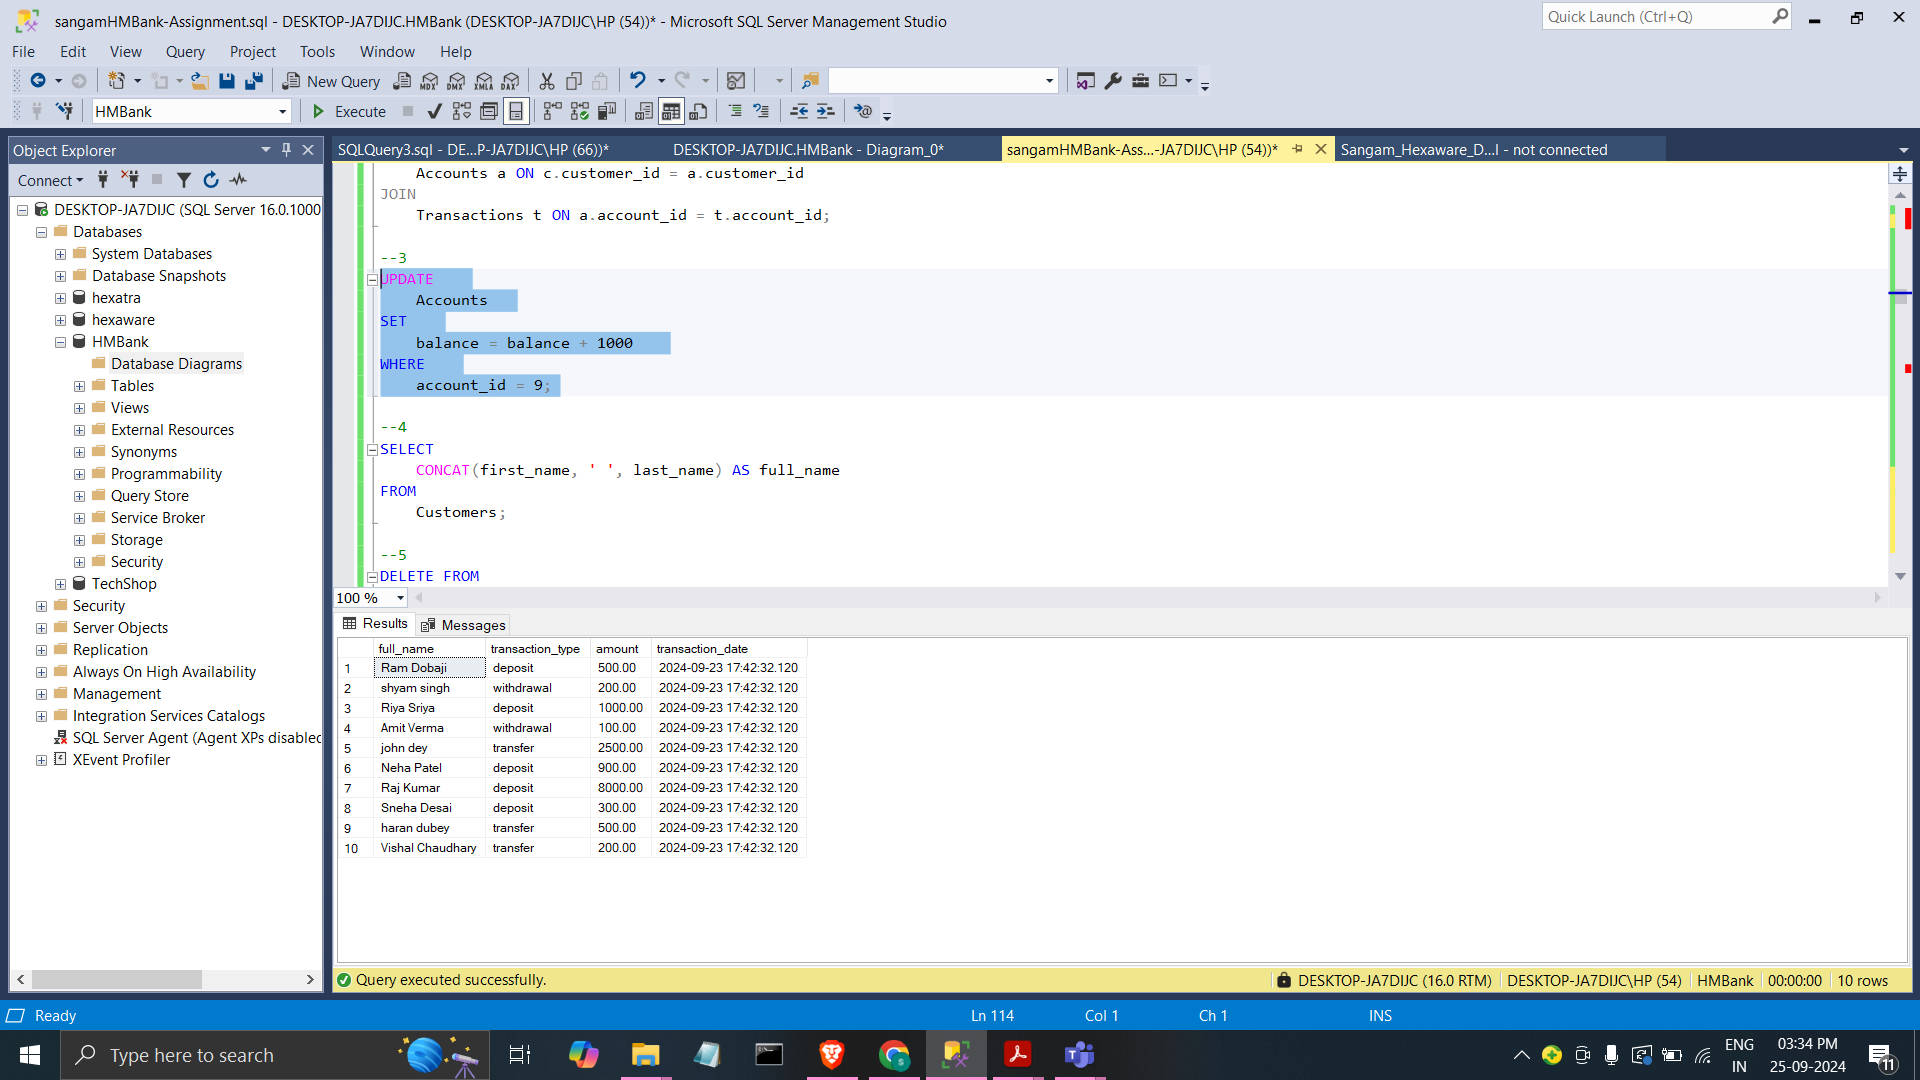 sangamHMBank-Assignment.sql - DESKTOP-JA7DIJC.HMBank (DESKTOP-JA7DIJC\HP (54))* - Microsoft SQL Server Management Studio
Quick Launch (Ctrl+Q)
File Edit View Query Project Tools Window Help
New Query MDX DMX XMLA DAX
HMBank Execute
Object Explorer
SQLQuery3.sql - DE...P-JA7DIJC\HP (66))* DESKTOP-JA7DIJC.HMBank - Diagram_0* sangamHMBank-Ass...-JA7DIJC\HP (54))* Sangam_Hexaware_D...l - not connected
Connect
DESKTOP-JA7DIJC (SQL Server 16.0.1000
Databases
System Databases
Database Snapshots
hexatra
hexaware
HMBank
Database Diagrams
Tables
Views
External Resources
Synonyms
Programmability
Query Store
Service Broker
Storage
Security
TechShop
Security
Server Objects
Replication
Always On High Availability
Management
Integration Services Catalogs
SQL Server Agent (Agent XPs disabled
XEvent Profiler
Accounts a ON c.customer_id = a.customer_id
JOIN
Transactions t ON a.account_id = t.account_id;
--3
UPDATE
Accounts
SET
balance = balance + 1000
WHERE
account_id = 9;
--4
SELECT
CONCAT(first_name, ' ', last_name) AS full_name
FROM
Customers;
--5
DELETE FROM
100 %
Results Messages
full_name transaction_type amount transaction_date
1 Ram Dobaji deposit 500.00 2024-09-23 17:42:32.120
2 shyam singh withdrawal 200.00 2024-09-23 17:42:32.120
3 Riya Sriya deposit 1000.00 2024-09-23 17:42:32.120
4 Amit Verma withdrawal 100.00 2024-09-23 17:42:32.120
5 john dey transfer 2500.00 2024-09-23 17:42:32.120
6 Neha Patel deposit 900.00 2024-09-23 17:42:32.120
7 Raj Kumar deposit 8000.00 2024-09-23 17:42:32.120
8 Sneha Desai deposit 300.00 2024-09-23 17:42:32.120
9 haran dubey transfer 500.00 2024-09-23 17:42:32.120
10 Vishal Chaudhary transfer 200.00 2024-09-23 17:42:32.120
Query executed successfully. DESKTOP-JA7DIJC (16.0 RTM) DESKTOP-JA7DIJC\HP (54) HMBank 00:00:00 10 rows
Ready Ln 114 Col 1 Ch 1 INS
Type here to search
ENG
IN
03:34 PM
25-09-2024
11